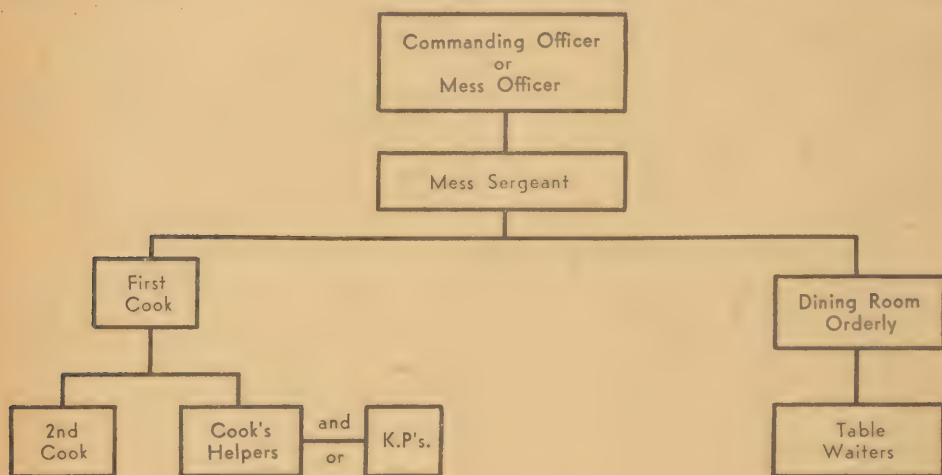 Commanding Officer
or
Mess Officer
Mess Sergeant
First
Cook
Dining Room
Orderly
2nd
Cook
Cook's
Helpers
and
or
K.P's.
Table
Waiters